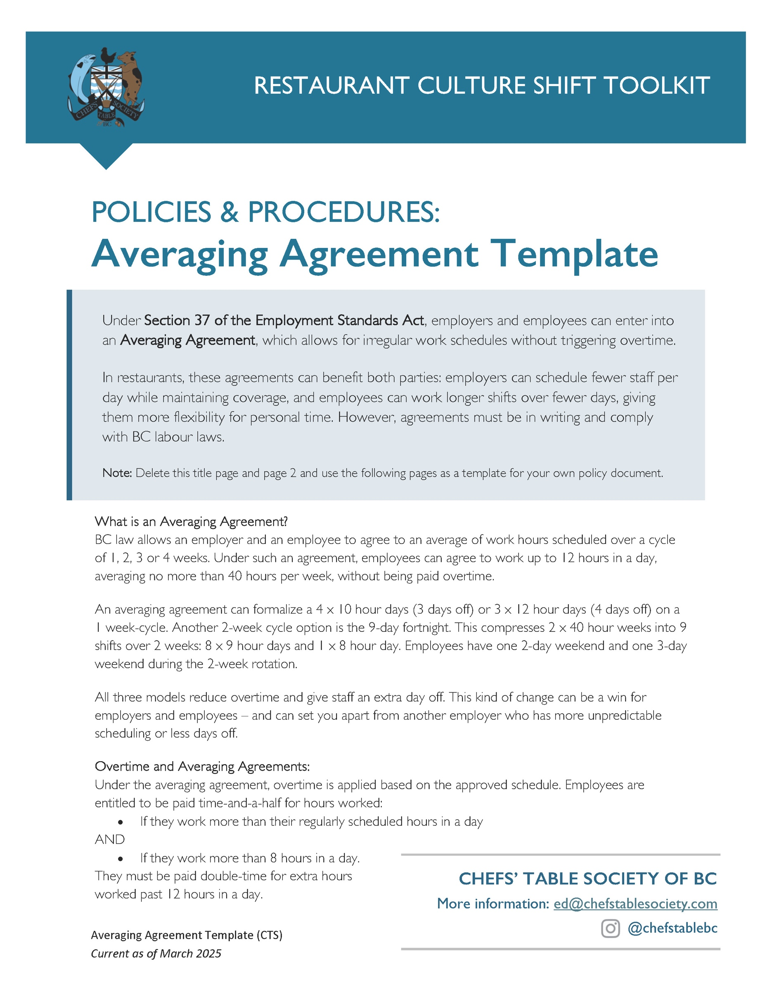 CHEFS' TABLE SOCIETY
BC
RESTAURANT CULTURE SHIFT TOOLKIT
POLICIES & PROCEDURES:
Averaging Agreement Template
Under Section 37 of the Employment Standards Act, employers and employees can enter into
an Averaging Agreement, which allows for irregular work schedules without triggering overtime.
In restaurants, these agreements can benefit both parties: employers can schedule fewer staff per
day while maintaining coverage, and employees can work longer shifts over fewer days, giving
them more flexibility for personal time. However, agreements must be in writing and comply
with BC labour laws.
Note: Delete this title page and page 2 and use the following pages as a template for your own policy document.
What is an Averaging Agreement?
BC law allows an employer and an employee to agree to an average of work hours scheduled over a cycle
of 1, 2, 3 or 4 weeks. Under such an agreement, employees can agree to work up to 12 hours in a day,
averaging no more than 40 hours per week, without being paid overtime.
An averaging agreement can formalize a 4 x 10 hour days (3 days off) or 3 x 12 hour days (4 days off) on a
1 week-cycle. Another 2-week cycle option is the 9-day fortnight. This compresses 2 x 40 hour weeks into 9
shifts over 2 weeks: 8 x 9 hour days and 1 x 8 hour day. Employees have one 2-day weekend and one 3-day
weekend during the 2-week rotation.
All three models reduce overtime and give staff an extra day off. This kind of change can be a win for
employers and employees – and can set you apart from another employer who has more unpredictable
scheduling or less days off.
Overtime and Averaging Agreements:
Under the averaging agreement, overtime is applied based on the approved schedule. Employees are
entitled to be paid time-and-a-half for hours worked:
• If they work more than their regularly scheduled hours in a day
AND
• If they work more than 8 hours in a day.
They must be paid double-time for extra hours
worked past 12 hours in a day.
CHEFS' TABLE SOCIETY OF BC
More information: ed@chefstablesociety.com
@chefstablebc
Averaging Agreement Template (CTS)
Current as of March 2025